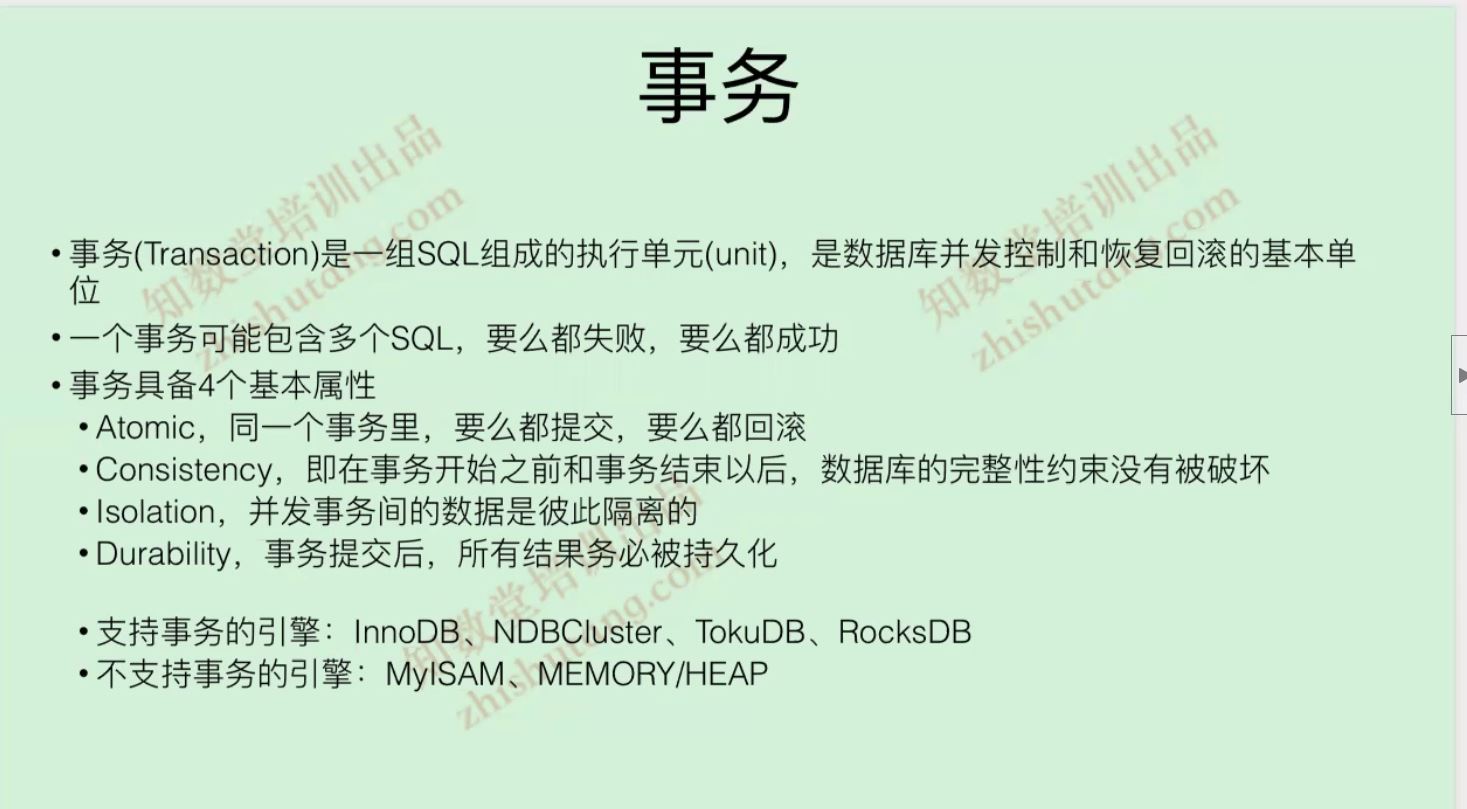 事务
• 事务(Transaction)是一组SQL组成的执行单元(unit)，是数据库并发控制和恢复回滚的基本单
位
• 一个事务可能包含多个SQL，要么都失败，要么都成功
• 事务具备4个基本属性
• Atomic，同一个事务里，要么都提交，要么都回滚
• Consistency，即在事务开始之前和事务结束以后，数据库的完整性约束没有被破坏
• Isolation，并发事务间的数据是彼此隔离的
• Durability，事务提交后，所有结果务必被持久化
• 支持事务的引擎：InnoDB、NDBCluster、TokuDB、RocksDB
• 不支持事务的引擎：MyISAM、MEMORY/HEAP
知数堂培训出品
zhishutang.com
知数堂培训出品
zhishutang.com
知数堂培训出品
zhishutang.com